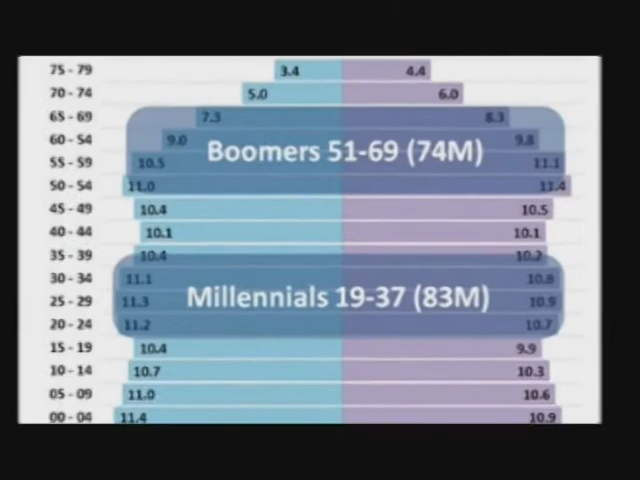 75 - 79 3.4 4.4
70 - 74 5.0 6.0
65 - 69 7.3 8.3
60 - 54 9.0 9.8
Boomers 51-69 (74M)
55 - 59 10.5 11.1
50 - 54 11.0 11.4
45 - 49 10.4 10.5
40 - 44 10.1 10.1
35 - 39 10.4 10.2
30 - 34 11.1 10.8
Millennials 19-37 (83M)
25 - 29 11.3 10.9
20 - 24 11.2 10.7
15 - 19 10.4 9.9
10 - 14 10.7 10.3
05 - 09 11.0 10.6
00 - 04 11.4 10.9